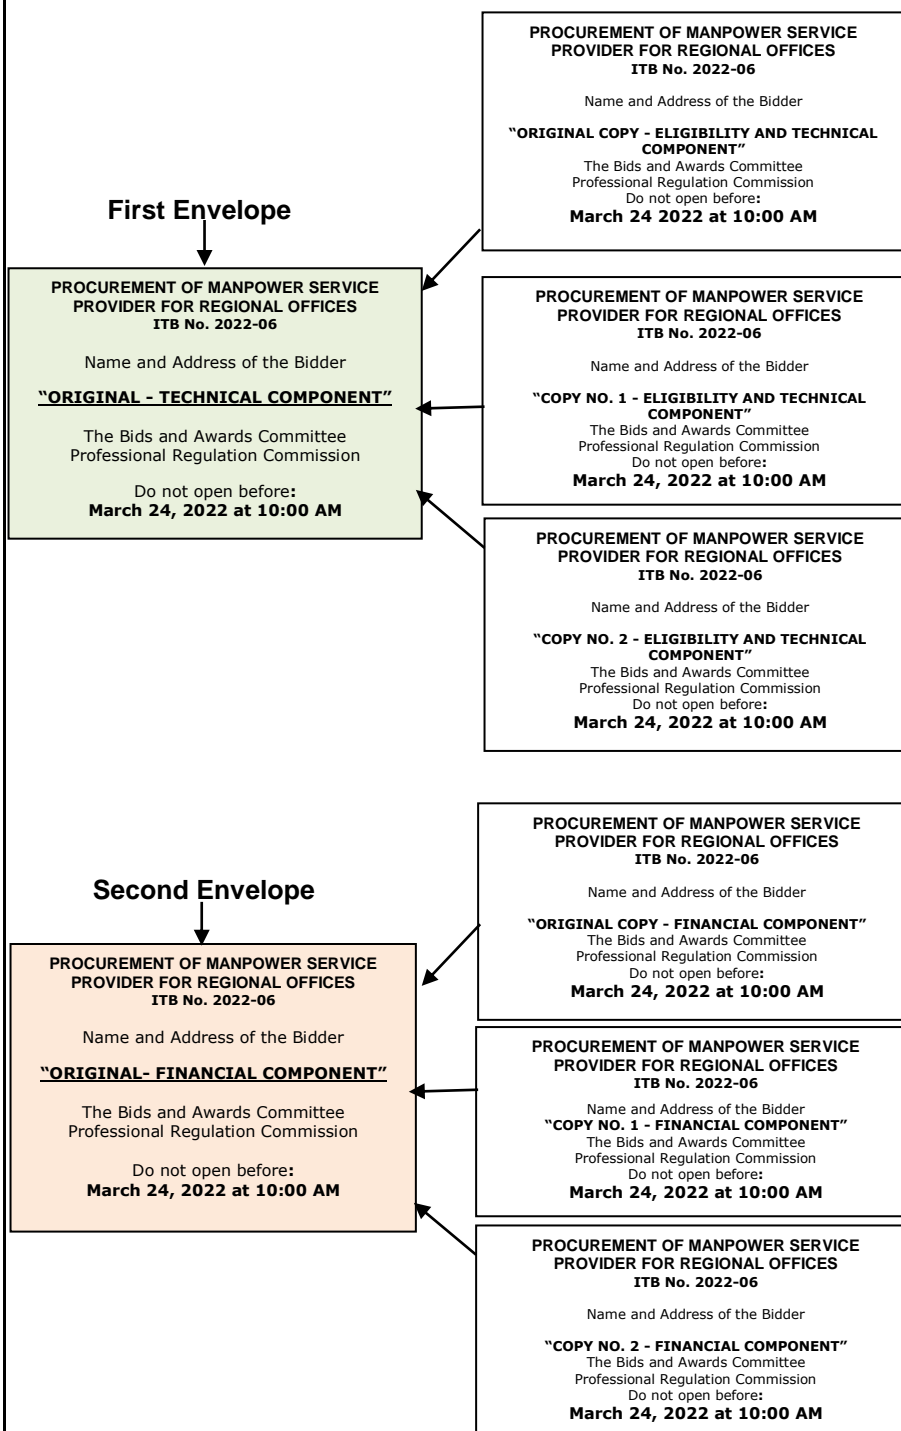 PROCUREMENT OF MANPOWER SERVICE
PROVIDER FOR REGIONAL OFFICES
ITB No. 2022-06
Name and Address of the Bidder
“ORIGINAL COPY - ELIGIBILITY AND TECHNICAL
COMPONENT”
The Bids and Awards Committee
Professional Regulation Commission
Do not open before:
March 24 2022 at 10:00 AM
First Envelope
PROCUREMENT OF MANPOWER SERVICE
PROVIDER FOR REGIONAL OFFICES
ITB No. 2022-06
Name and Address of the Bidder
“ORIGINAL - TECHNICAL COMPONENT”
The Bids and Awards Committee
Professional Regulation Commission
Do not open before:
March 24, 2022 at 10:00 AM
PROCUREMENT OF MANPOWER SERVICE
PROVIDER FOR REGIONAL OFFICES
ITB No. 2022-06
Name and Address of the Bidder
“COPY NO. 1 - ELIGIBILITY AND TECHNICAL
COMPONENT”
The Bids and Awards Committee
Professional Regulation Commission
Do not open before:
March 24, 2022 at 10:00 AM
PROCUREMENT OF MANPOWER SERVICE
PROVIDER FOR REGIONAL OFFICES
ITB No. 2022-06
Name and Address of the Bidder
“COPY NO. 2 - ELIGIBILITY AND TECHNICAL
COMPONENT”
The Bids and Awards Committee
Professional Regulation Commission
Do not open before:
March 24, 2022 at 10:00 AM
PROCUREMENT OF MANPOWER SERVICE
PROVIDER FOR REGIONAL OFFICES
ITB No. 2022-06
Name and Address of the Bidder
“ORIGINAL COPY - FINANCIAL COMPONENT”
The Bids and Awards Committee
Professional Regulation Commission
Do not open before:
March 24, 2022 at 10:00 AM
Second Envelope
PROCUREMENT OF MANPOWER SERVICE
PROVIDER FOR REGIONAL OFFICES
ITB No. 2022-06
Name and Address of the Bidder
“ORIGINAL- FINANCIAL COMPONENT”
The Bids and Awards Committee
Professional Regulation Commission
Do not open before:
March 24, 2022 at 10:00 AM
PROCUREMENT OF MANPOWER SERVICE
PROVIDER FOR REGIONAL OFFICES
ITB No. 2022-06
Name and Address of the Bidder
“COPY NO. 1 - FINANCIAL COMPONENT”
The Bids and Awards Committee
Professional Regulation Commission
Do not open before:
March 24, 2022 at 10:00 AM
PROCUREMENT OF MANPOWER SERVICE
PROVIDER FOR REGIONAL OFFICES
ITB No. 2022-06
Name and Address of the Bidder
“COPY NO. 2 - FINANCIAL COMPONENT”
The Bids and Awards Committee
Professional Regulation Commission
Do not open before:
March 24, 2022 at 10:00 AM